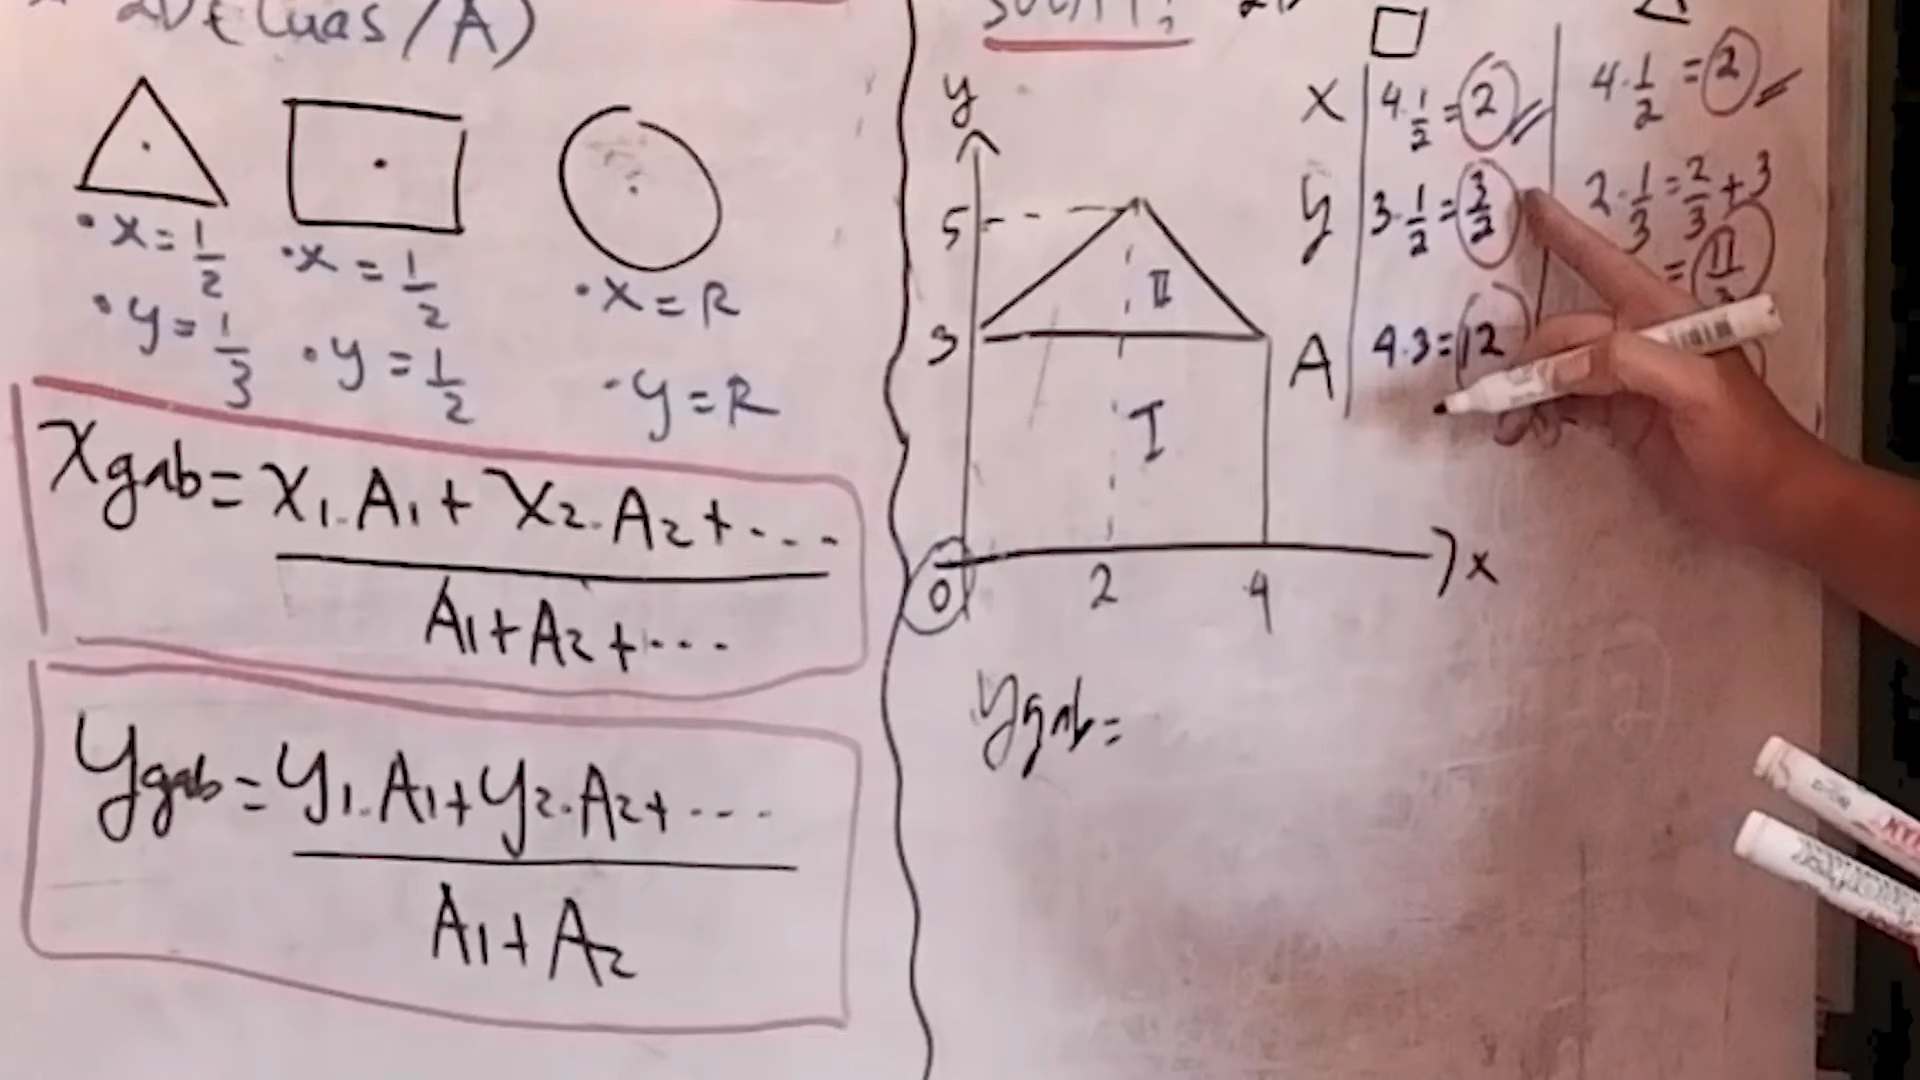 2D€ Luas/A)
x = 1/2
y = 1/3
x = 1/2
y = 1/2
x = R
y = R
Xgab = X1.A1 + X2.A2 + ...
A1 + A2 + ...
Ygab = Y1.A1 + Y2.A2 + ...
A1 + A2
y
5
3
II
I
0
2
4
x
X
4.1/2 = 2
4.1/2 = 2
Y
3.1/2 = 3/2
2.1/3 = 2/3 + 3
= 11
A
4.3 = 12
Ygab =